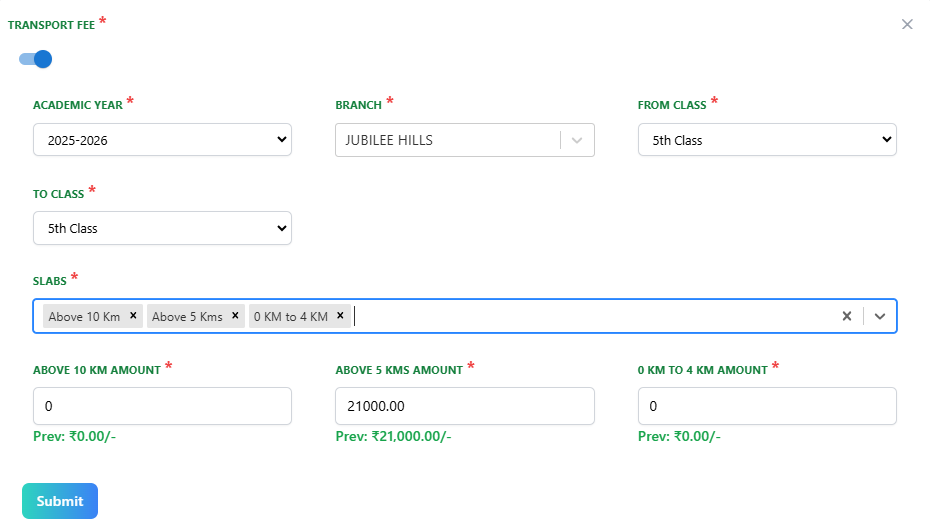 TRANSPORT FEE *
ACADEMIC YEAR * BRANCH * FROM CLASS *
2025-2026 JUBILEE HILLS 5th Class
TO CLASS *
5th Class
SLABS *
Above 10 Km × Above 5 Kms × 0 KM to 4 KM ×
ABOVE 10 KM AMOUNT * ABOVE 5 KMS AMOUNT * 0 KM TO 4 KM AMOUNT *
0 21000.00 0
Prev: ₹0.00/- Prev: ₹21,000.00/- Prev: ₹0.00/-
Submit